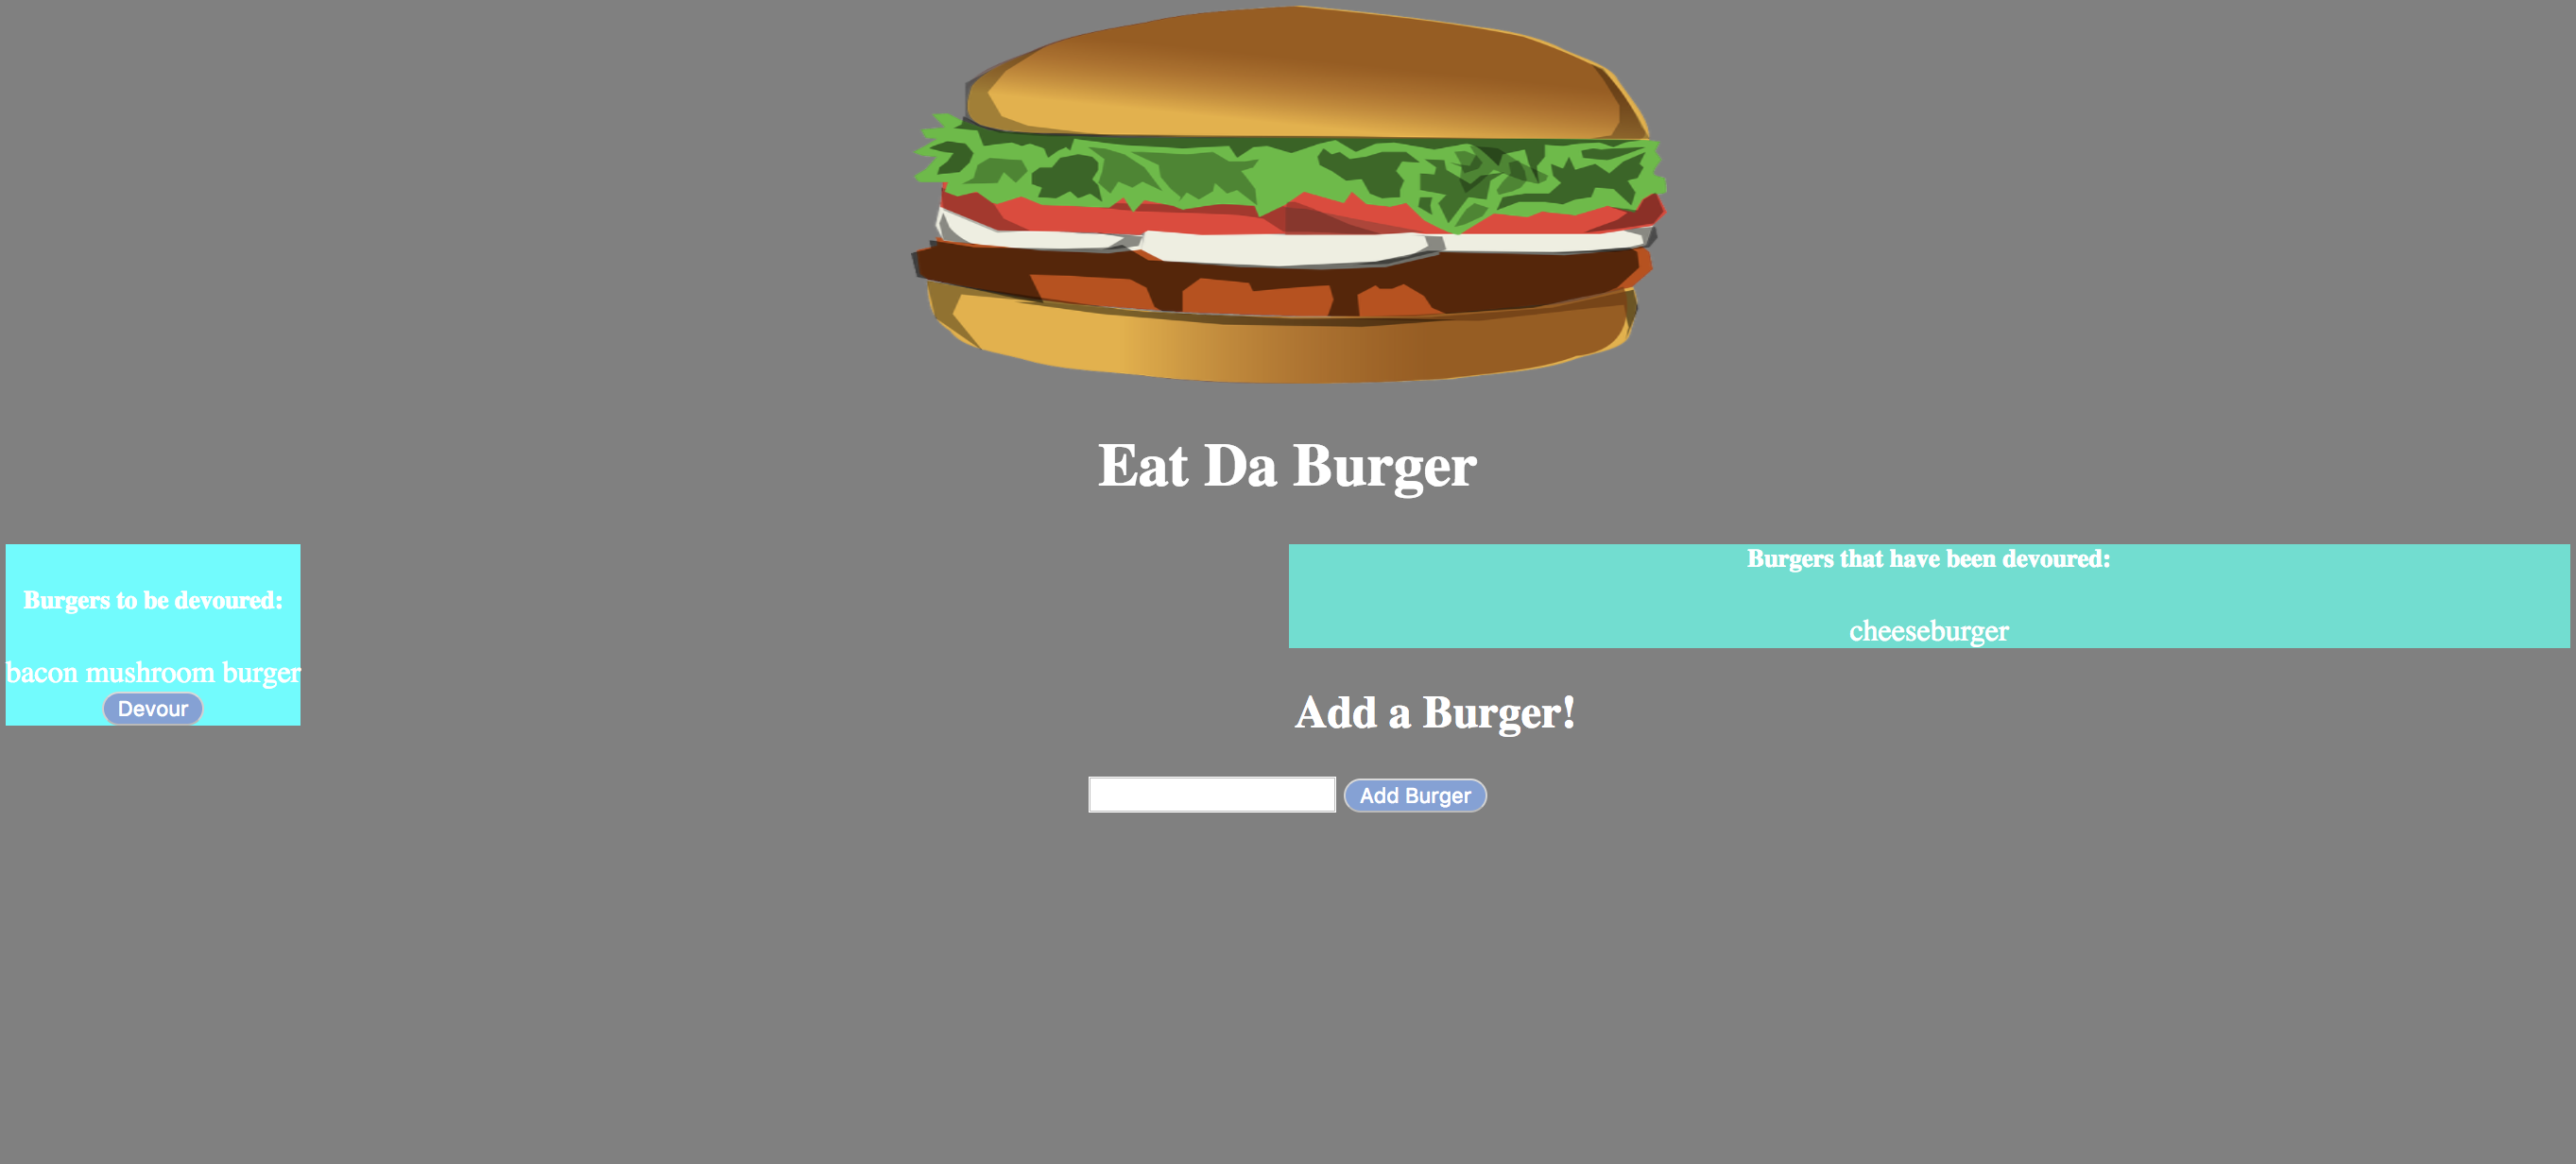 Eat Da Burger
Burgers to be devoured:
bacon mushroom burger
Devour
Burgers that have been devoured:
cheeseburger
Add a Burger!
Add Burger